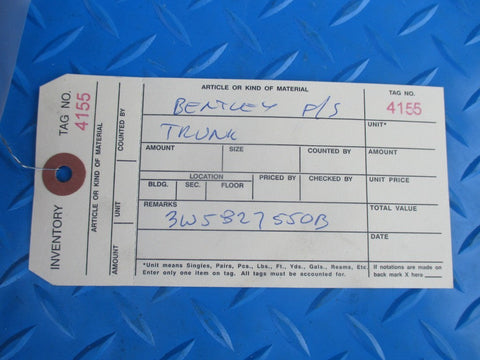 INVENTORY
TAG NO.
4155
ARTICLE OR KIND OF MATERIAL
COUNTED BY
UNIT
AMOUNT
ARTICLE OR KIND OF MATERIAL
BENTLEY P/S
TRUNK
TAG NO.
4155
UNIT*
AMOUNT SIZE COUNTED BY AMOUNT
LOCATION
BLDG. SEC. FLOOR PRICED BY CHECKED BY UNIT PRICE
REMARKS
3W5827550B
TOTAL VALUE
DATE
*Unit means Singles, Pairs, Pcs., Lbs., Ft., Yds., Gals., Reams, Etc.
Enter only one item on tag. All tags must be accounted for.
If notations are made on
back mark X here